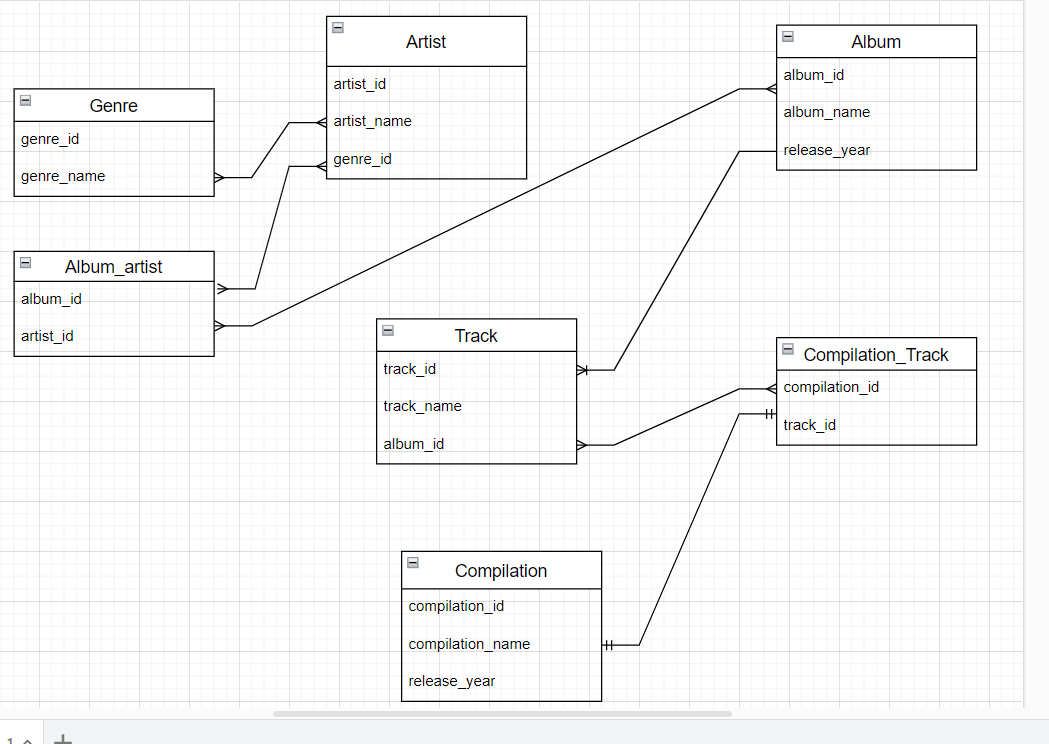 Artist
artist_id
artist_name
genre_id
Album
album_id
album_name
release_year
Genre
genre_id
genre_name
Album_artist
album_id
artist_id
Track
track_id
track_name
album_id
Compilation_Track
compilation_id
track_id
Compilation
compilation_id
compilation_name
release_year